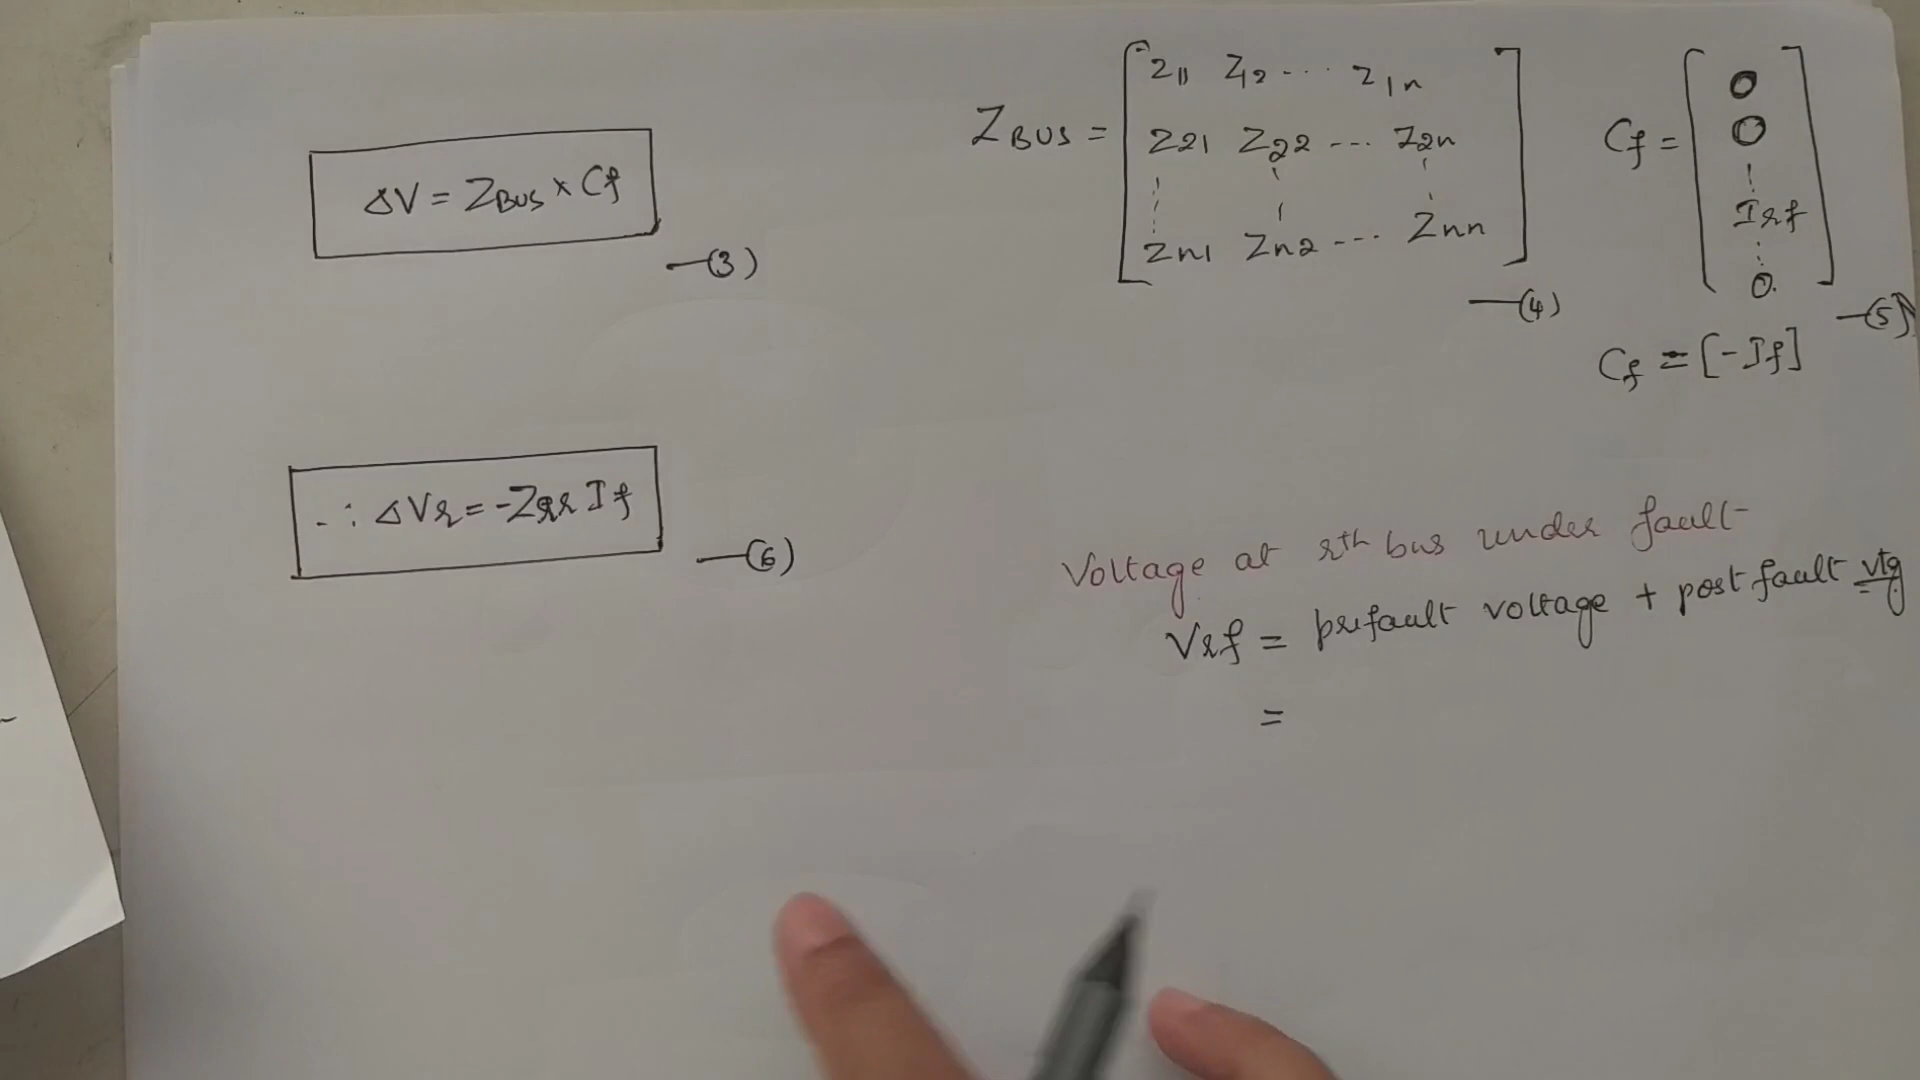 ΔV = ZBUS × Cf
—(3)
ZBUS = [Z11 Z12 ... Z1n
Z21 Z22 --- Z2n
Zn1 Zn2 --- Znn]
—(4)
Cf = [0
0
Irf
0.]
—(5)
Cf = [-If]
∴ ΔVr = -Zrr If
—(6)
Voltage at rth bus under fault-
Vrf = prefault voltage + post fault vtg
=